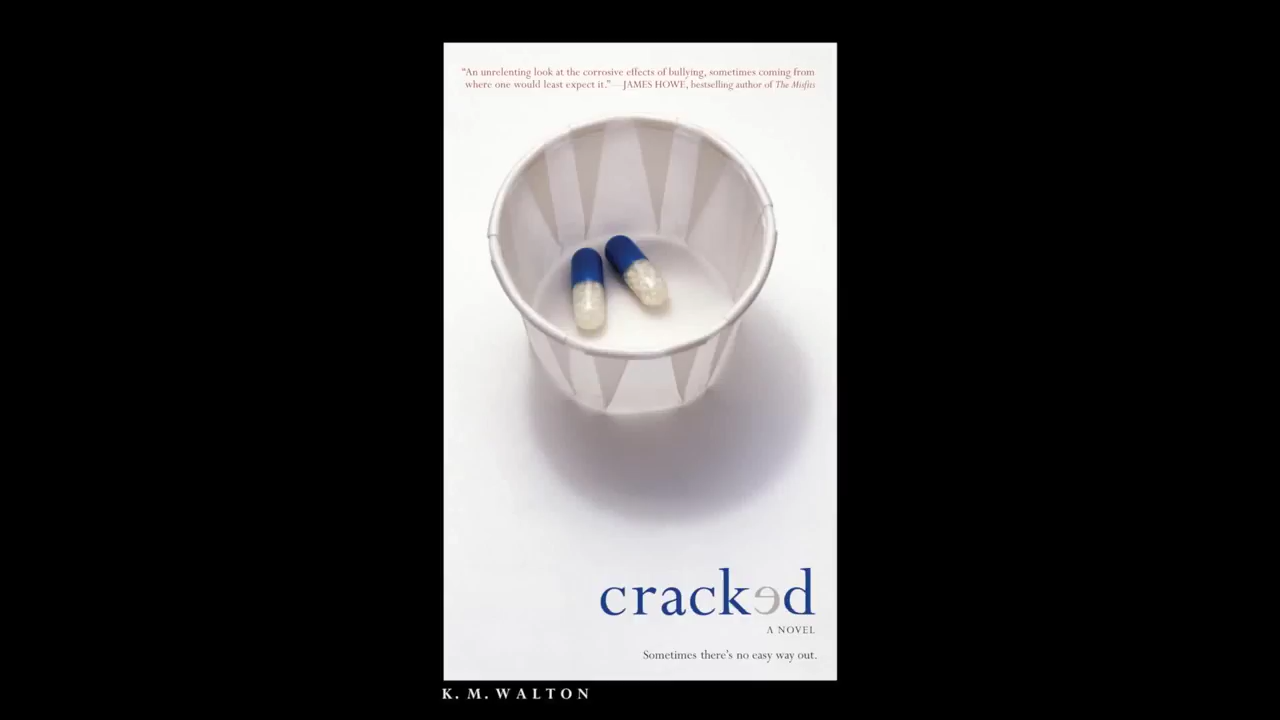 “An unrelenting look at the corrosive effects of bullying, sometimes coming from
where one would least expect it.”—JAMES HOWE, bestselling author of The Misfits
cracked
A NOVEL
Sometimes there’s no easy way out.
K. M. WALTON